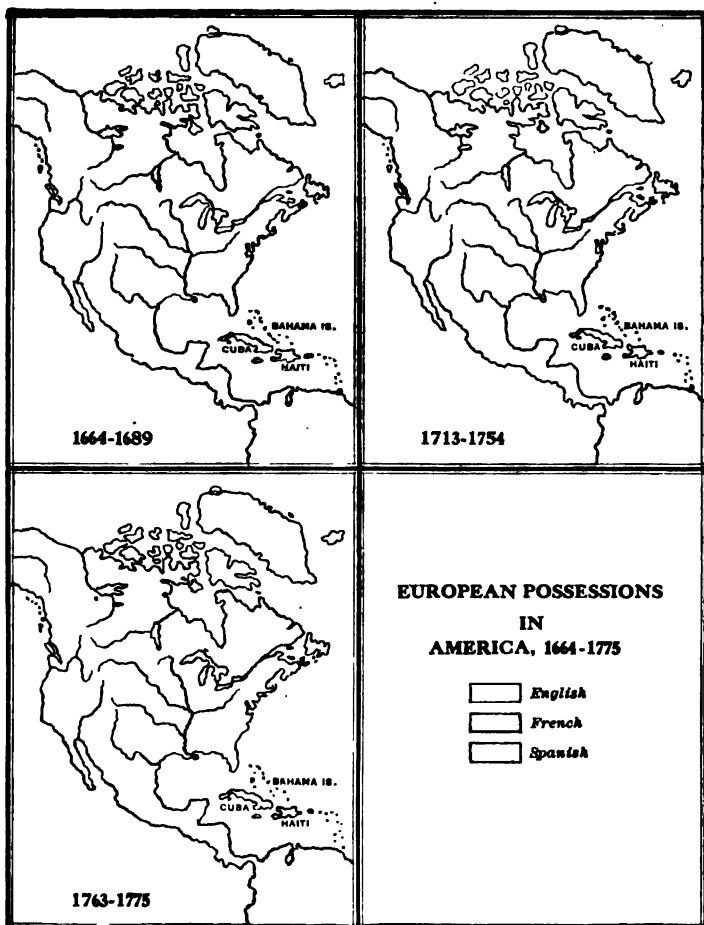 BAHAMA IS.
CUBA
HAITI
1664-1689
BAHAMA IS.
CUBA
HAITI
1713-1754
BAHAMA IS.
CUBA
HAITI
1763-1775
EUROPEAN POSSESSIONS
IN
AMERICA, 1664-1775
English
French
Spanish